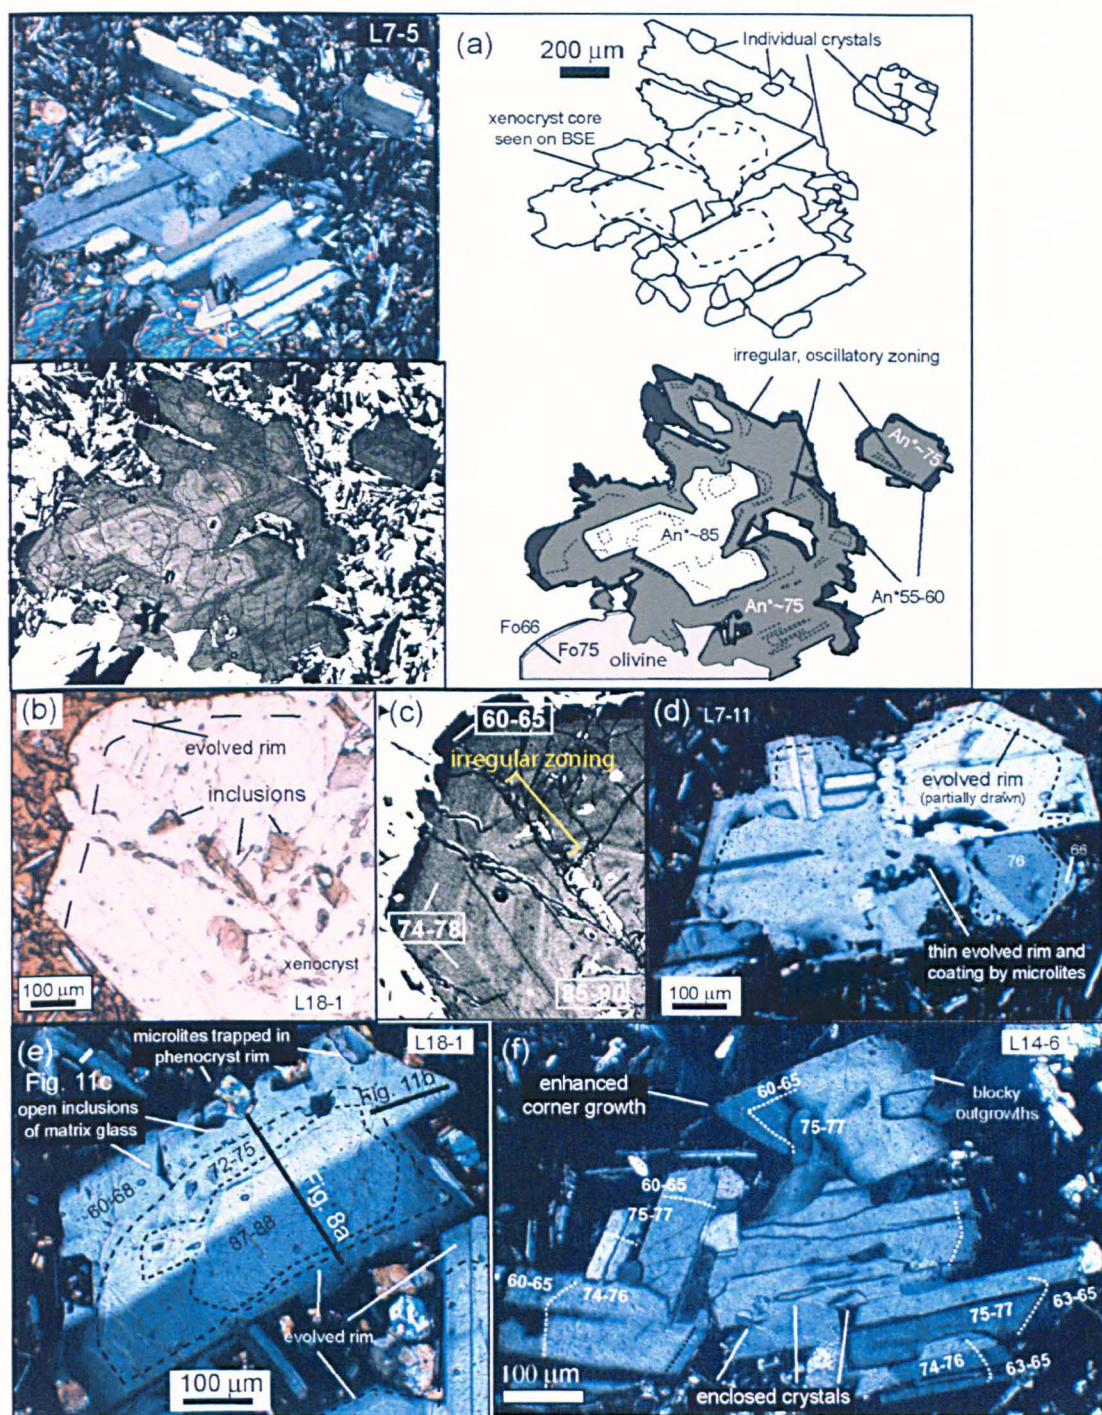 L7-5
(a)
200 µm
Individual crystals
1
xenocryst core
seen on BSE
irregular, oscillatory zoning
An*~75
An*~85
An*~75
An*55-60
Fo66
Fo75
olivine
(b)
evolved rim
inclusions
xenocryst
100 µm
L18-1
(c)
60-65
irregular zoning
74-78
85-90
(d)
L7-11
evolved rim
(partially drawn)
76
66
thin evolved rim and
coating by microlites
100 µm
(e)
microlites trapped in
phenocryst rim
L18-1
Fig. 11c
open inclusions
of matrix glass
Fig. 11b
72-75
60-68
Fig. 8a
87-88
evolved rim
100 µm
(f)
L14-6
enhanced
corner growth
60-65
blocky
outgrowths
75-77
60-65
75-77
60-65
74-76
75-77
63-65
74-76
63-65
100 µm
enclosed crystals